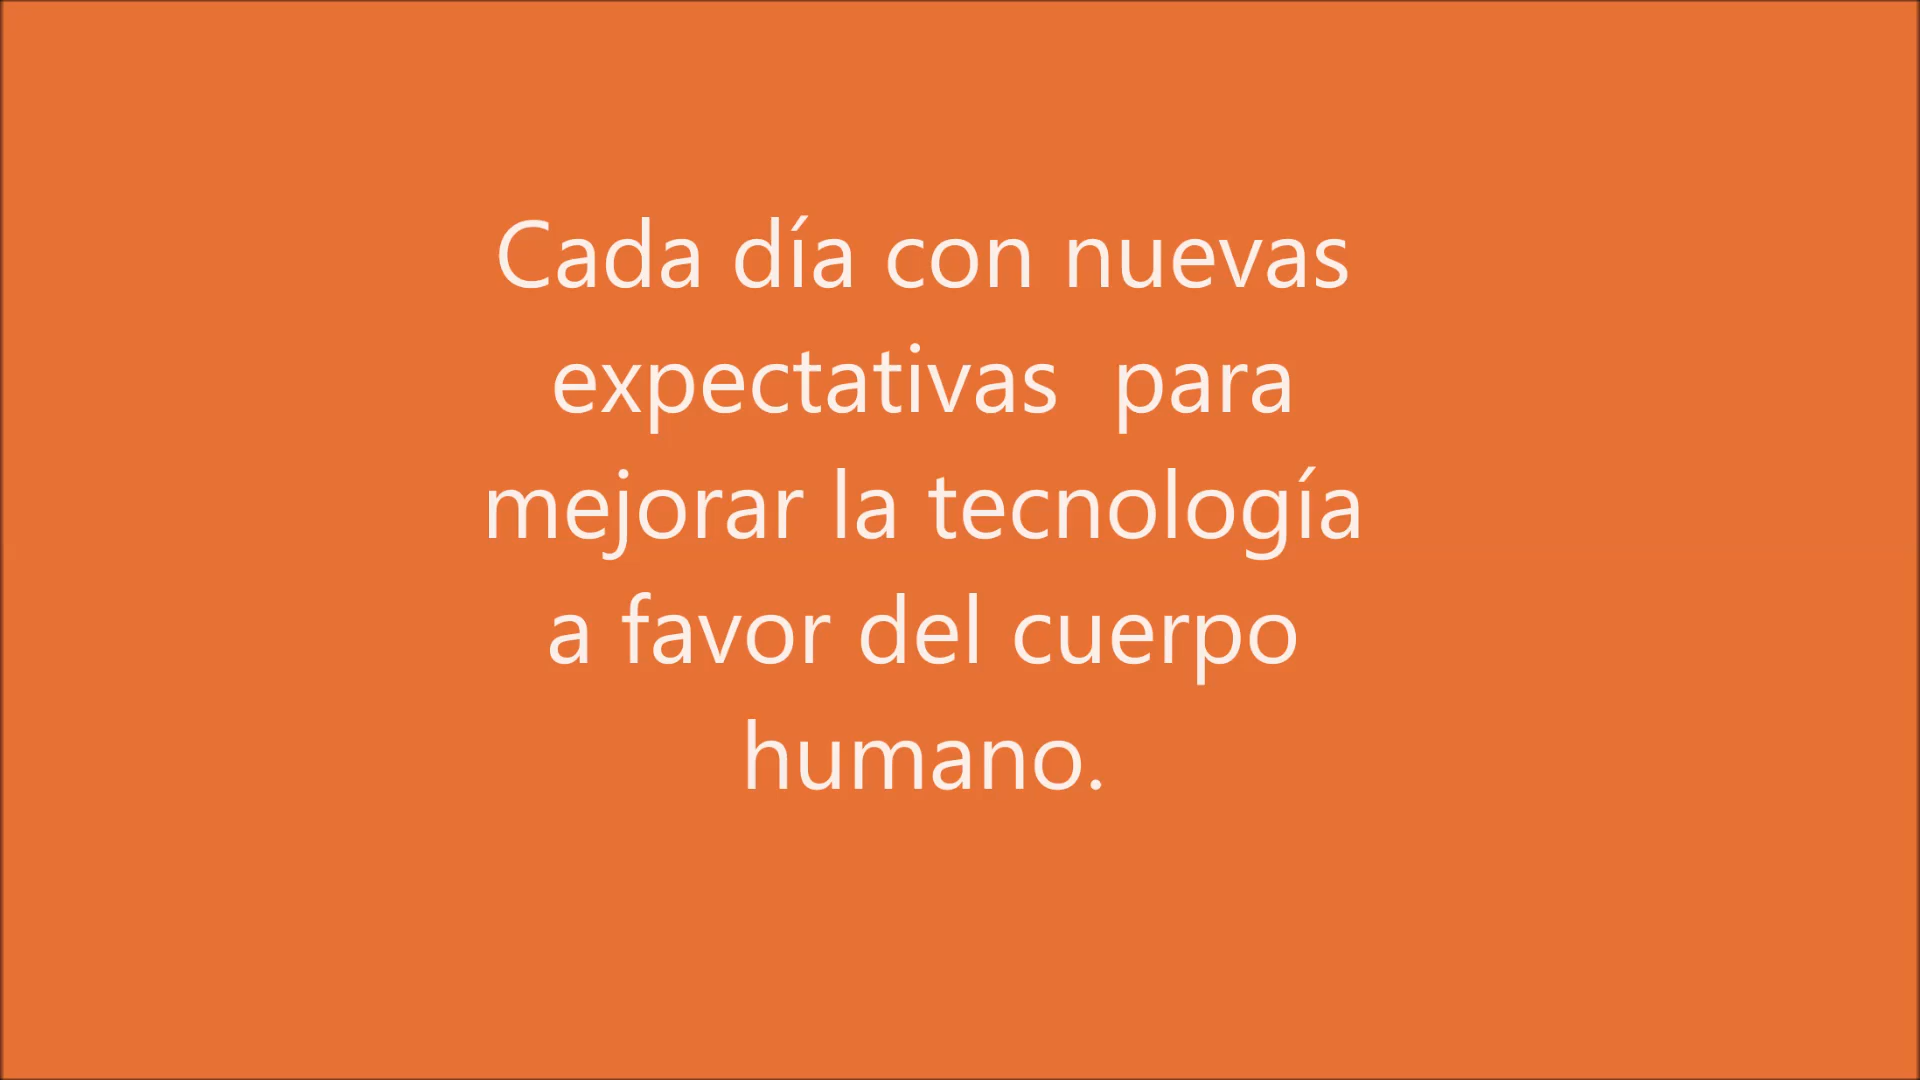 Cada día con nuevas
expectativas  para
mejorar la tecnología
a favor del cuerpo
humano.